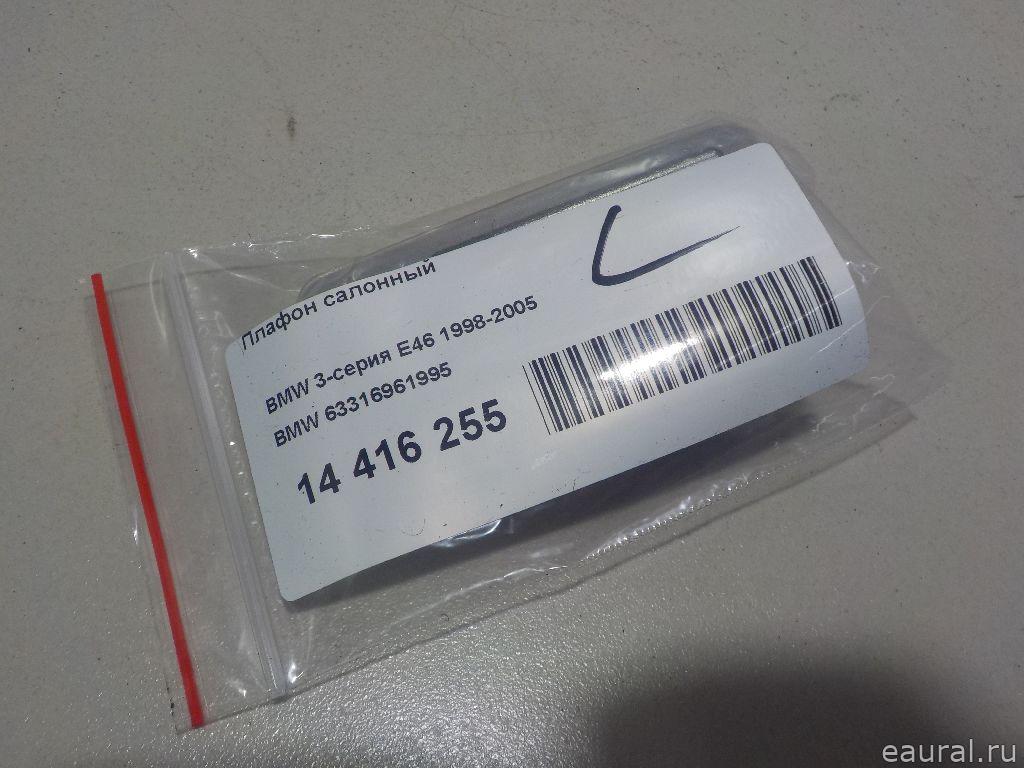 Плафон салонный
BMW 3-серия E46 1998-2005
BMW 63316961995
14 416 255
eaural.ru